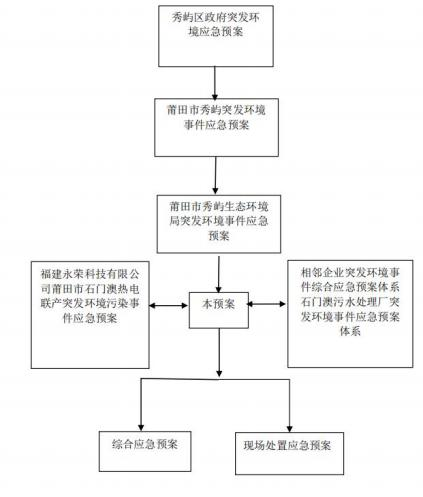 秀屿区政府突发环
境应急预案
莆田市秀屿突发环境
事件应急预案
莆田市秀屿生态环境
局突发环境事件应急
预案
福建永荣科技有限公
司莆田市石门澳热电
联产突发环境污染事
件应急预案
本预案
相邻企业突发环境事
件综合应急预案体系
石门澳污水处理厂突
发环境事件应急预案
体系
综合应急预案
现场处置应急预案